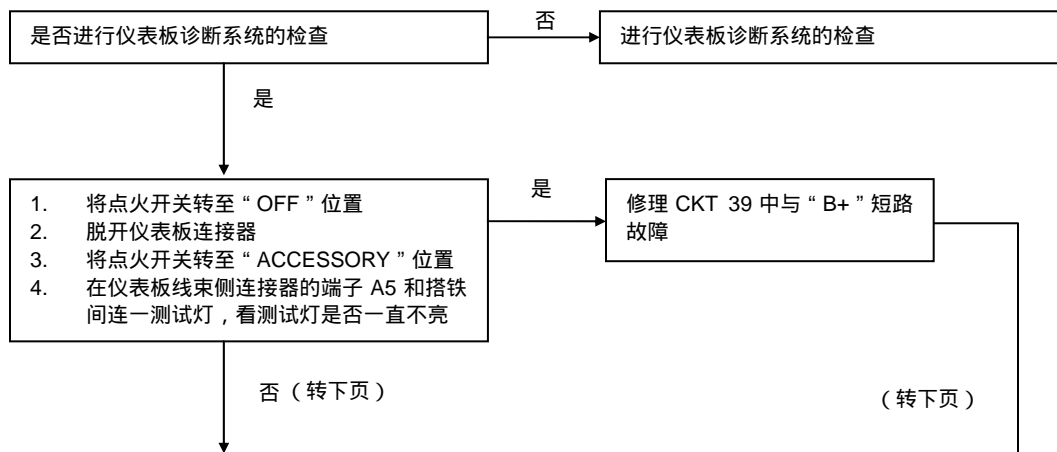 是否进行仪表板诊断系统的检查
否
进行仪表板诊断系统的检查
是
1. 将点火开关转至“OFF”位置
2. 脱开仪表板连接器
3. 将点火开关转至“ACCESSORY”位置
4. 在仪表板线束侧连接器的端子 A5 和搭铁
间连一测试灯，看测试灯是否一直不亮
是
修理 CKT 39 中与“B+”短路
故障
否（转下页）
（转下页）